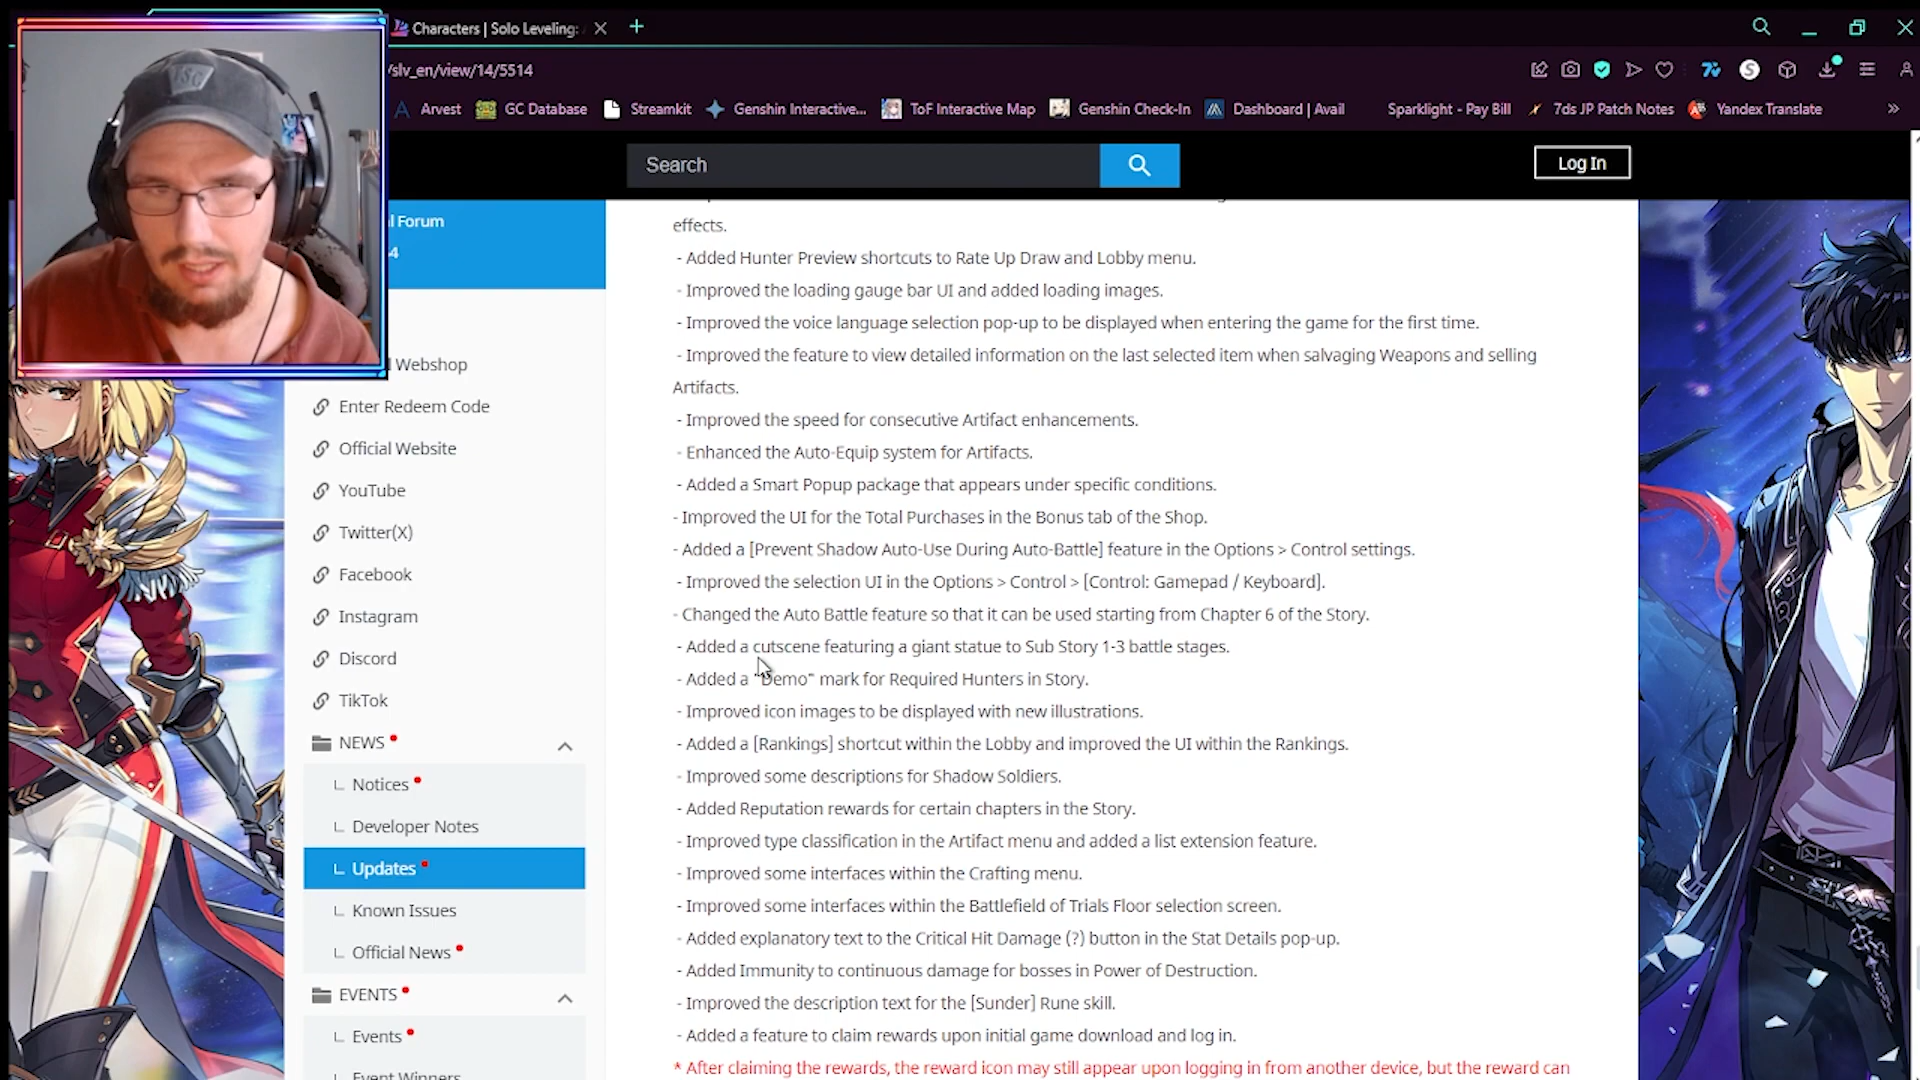 Characters | Solo Leveling:
/slv_en/view/14/5514
Arvest
GC Database
Streamkit
Genshin Interactive...
ToF Interactive Map
Genshin Check-In
Dashboard | Avail
Sparklight - Pay Bill
7ds JP Patch Notes
Yandex Translate
Search
Log In
l Forum
4
l Webshop
Enter Redeem Code
Official Website
YouTube
Twitter(X)
Facebook
Instagram
Discord
TikTok
NEWS
Notices
Developer Notes
Updates
Known Issues
Official News
EVENTS
Events
Event Winners
effects.
- Added Hunter Preview shortcuts to Rate Up Draw and Lobby menu.
- Improved the loading gauge bar UI and added loading images.
- Improved the voice language selection pop-up to be displayed when entering the game for the first time.
- Improved the feature to view detailed information on the last selected item when salvaging Weapons and selling
Artifacts.
- Improved the speed for consecutive Artifact enhancements.
- Enhanced the Auto-Equip system for Artifacts.
- Added a Smart Popup package that appears under specific conditions.
- Improved the UI for the Total Purchases in the Bonus tab of the Shop.
- Added a [Prevent Shadow Auto-Use During Auto-Battle] feature in the Options > Control settings.
- Improved the selection UI in the Options > Control > [Control: Gamepad / Keyboard].
- Changed the Auto Battle feature so that it can be used starting from Chapter 6 of the Story.
- Added a cutscene featuring a giant statue to Sub Story 1-3 battle stages.
- Added a "Demo" mark for Required Hunters in Story.
- Improved icon images to be displayed with new illustrations.
- Added a [Rankings] shortcut within the Lobby and improved the UI within the Rankings.
- Improved some descriptions for Shadow Soldiers.
- Added Reputation rewards for certain chapters in the Story.
- Improved type classification in the Artifact menu and added a list extension feature.
- Improved some interfaces within the Crafting menu.
- Improved some interfaces within the Battlefield of Trials Floor selection screen.
- Added explanatory text to the Critical Hit Damage (?) button in the Stat Details pop-up.
- Added Immunity to continuous damage for bosses in Power of Destruction.
- Improved the description text for the [Sunder] Rune skill.
- Added a feature to claim rewards upon initial game download and log in.
* After claiming the rewards, the reward icon may still appear upon logging in from another device, but the reward can